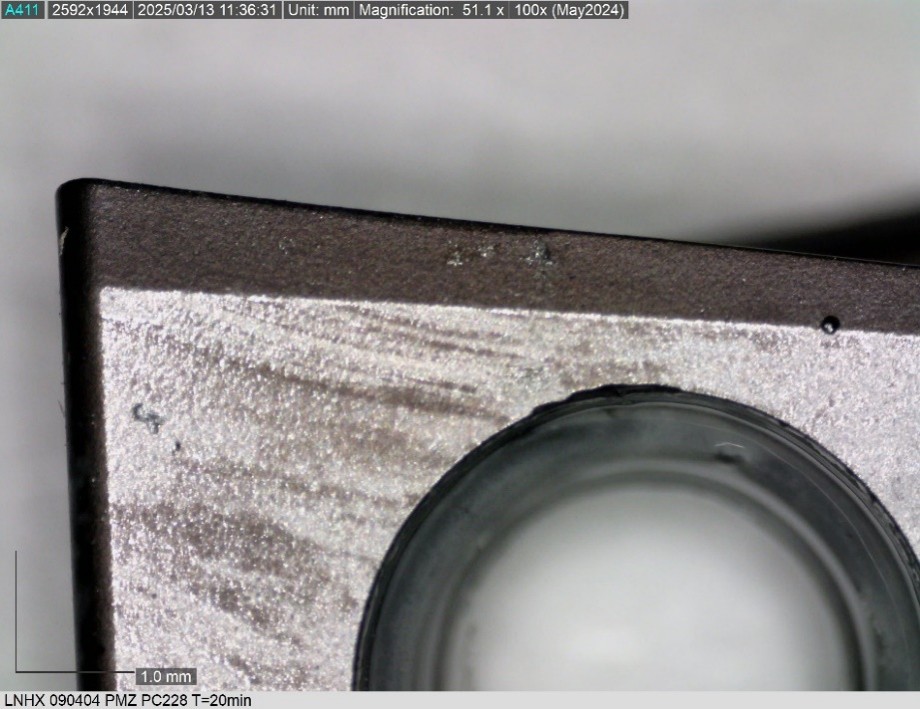 A411 2592x1944 2025/03/13 11:36:31 Unit: mm Magnification: 51.1 x 100x (May2024)
1.0 mm
LNHX 090404 PMZ PC228 T=20min